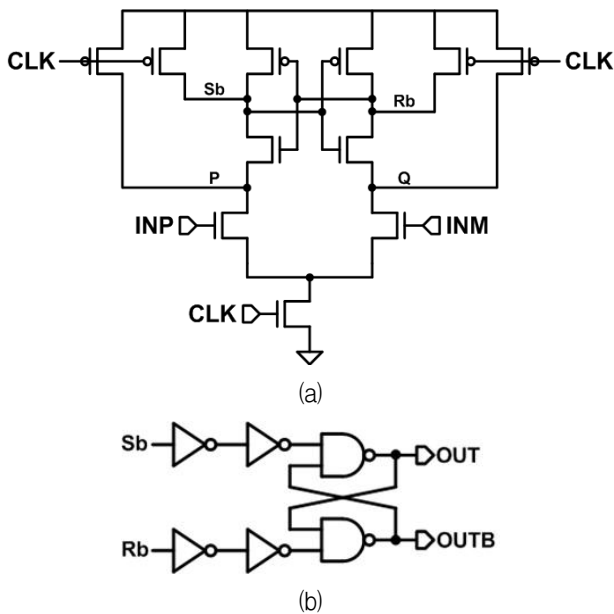 CLK CLK
Sb Rb
P Q
INP INM
CLK
(a)
Sb OUT
Rb OUTB
(b)